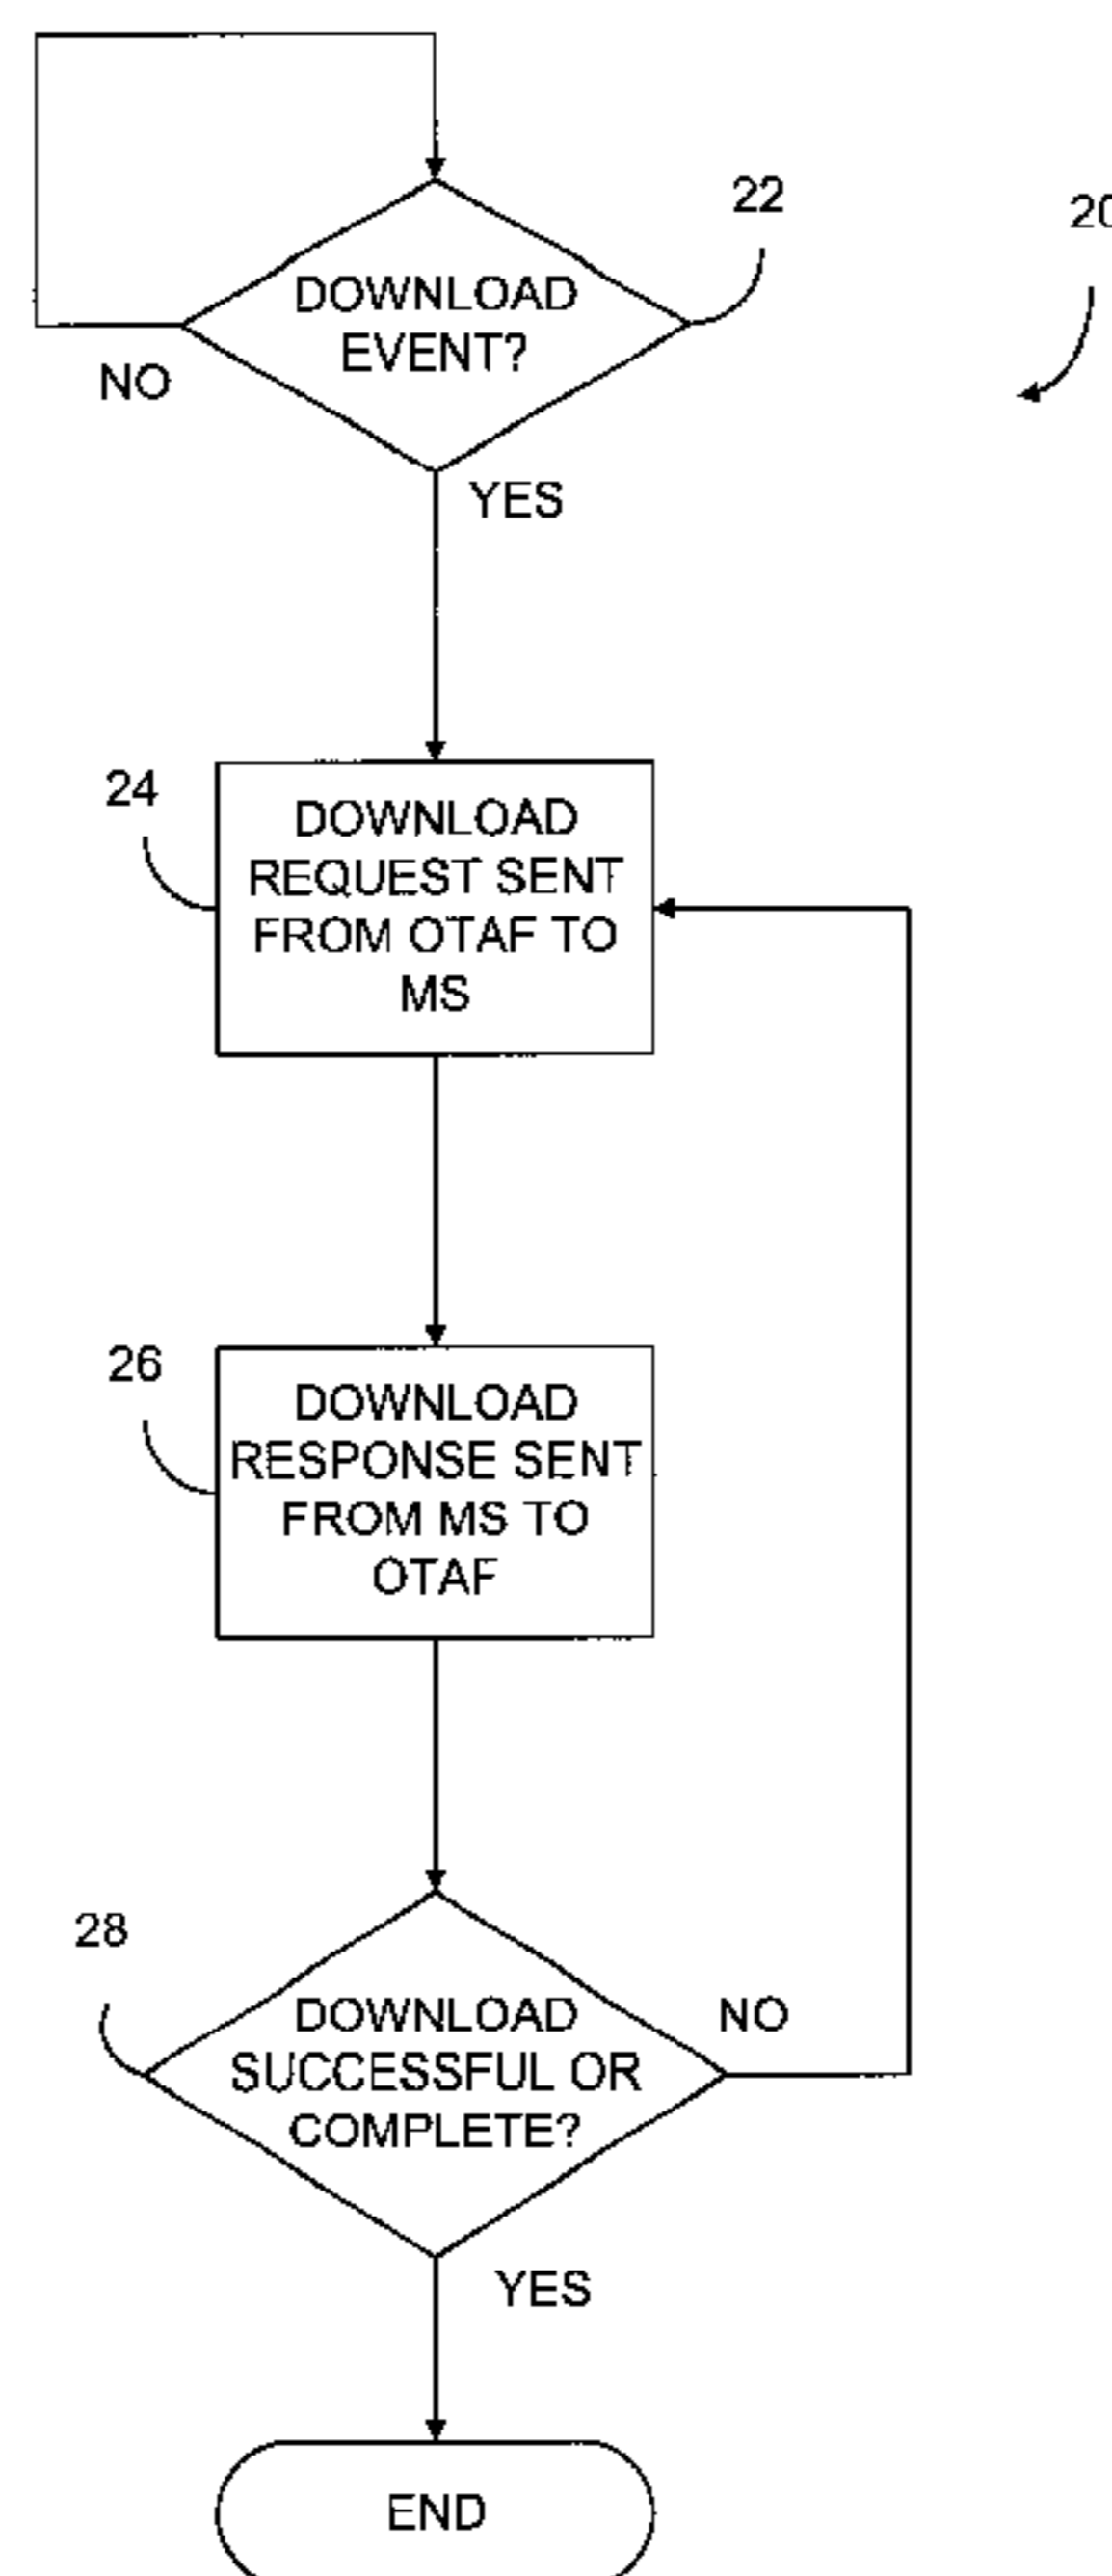 22
20
DOWNLOAD
EVENT?
NO
YES
24
DOWNLOAD
REQUEST SENT
FROM OTAF TO
MS
26
DOWNLOAD
RESPONSE SENT
FROM MS TO
OTAF
28
DOWNLOAD
SUCCESSFUL OR
COMPLETE?
NO
YES
END